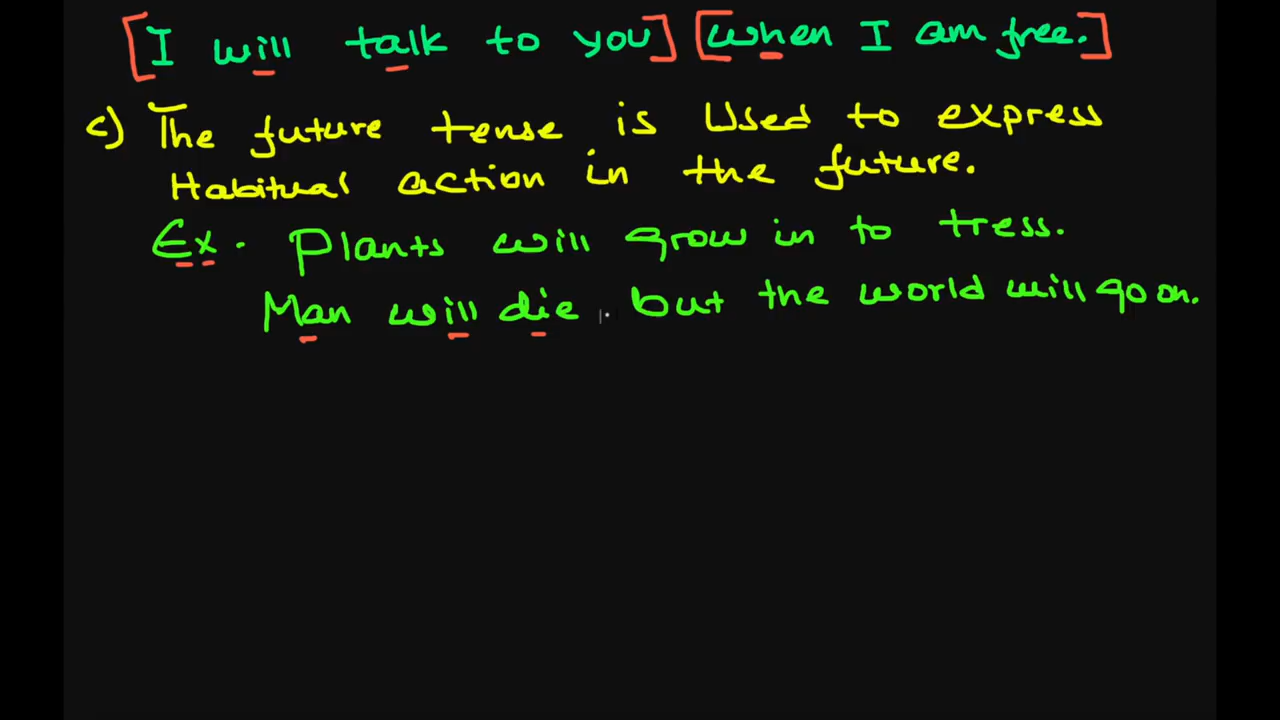 [I will talk to you] [when I am free.]
c) The future tense is Used to express
Habitual action in the future.
Ex. Plants will grow in to tress.
Man will die. but the world will go on.